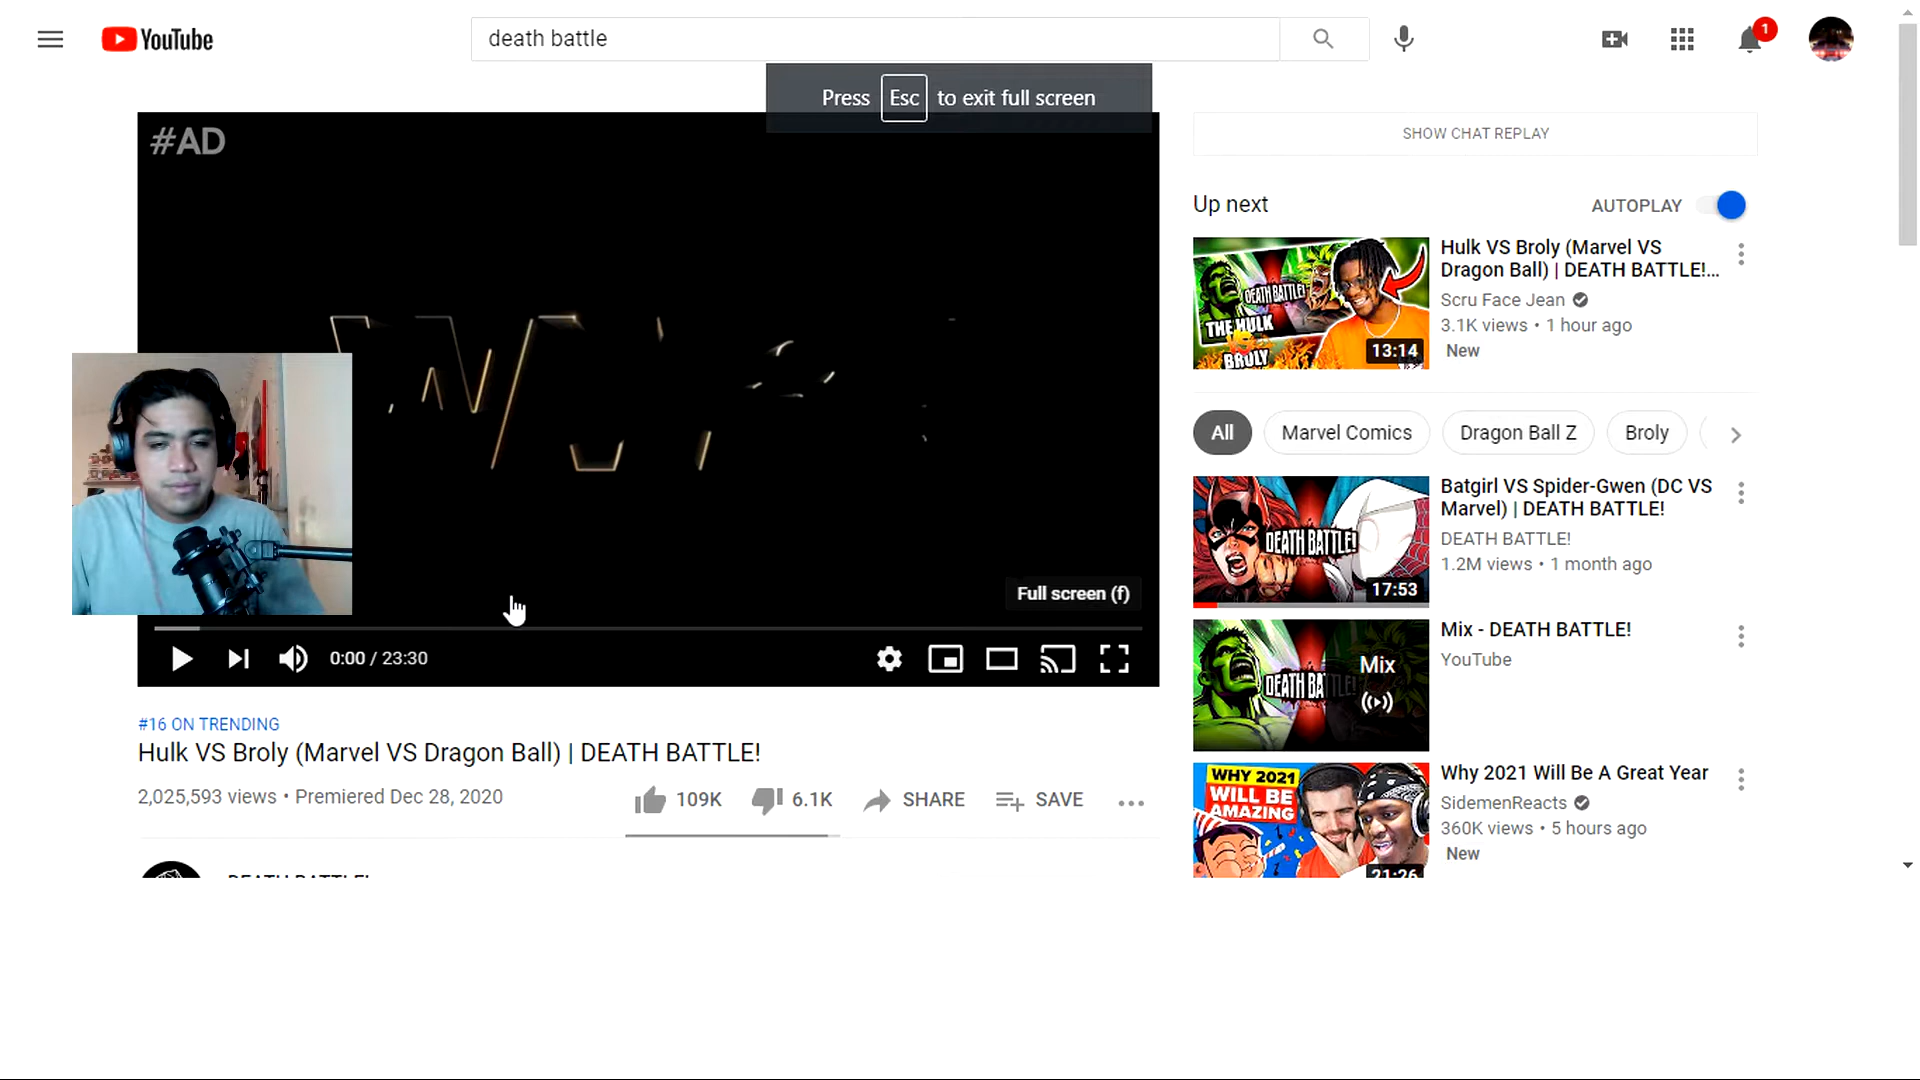 YouTube
death battle
1
Press Esc to exit full screen
#AD
Full screen (f)
0:00 / 23:30
#16 ON TRENDING
Hulk VS Broly (Marvel VS Dragon Ball) | DEATH BATTLE!
2,025,593 views • Premiered Dec 28, 2020
109K
6.1K
SHARE
SAVE
SHOW CHAT REPLAY
Up next
AUTOPLAY
DEATH BATTLE!
THE HULK
VS
BROLY
13:14
Hulk VS Broly (Marvel VS
Dragon Ball) | DEATH BATTLE!...
Scru Face Jean
3.1K views • 1 hour ago
New
All
Marvel Comics
Dragon Ball Z
Broly
DEATH BATTLE!
17:53
Batgirl VS Spider-Gwen (DC VS
Marvel) | DEATH BATTLE!
DEATH BATTLE!
1.2M views • 1 month ago
Mix
Mix - DEATH BATTLE!
YouTube
WHY 2021
WILL BE
AMAZING
21:26
Why 2021 Will Be A Great Year
SidemenReacts
360K views • 5 hours ago
New